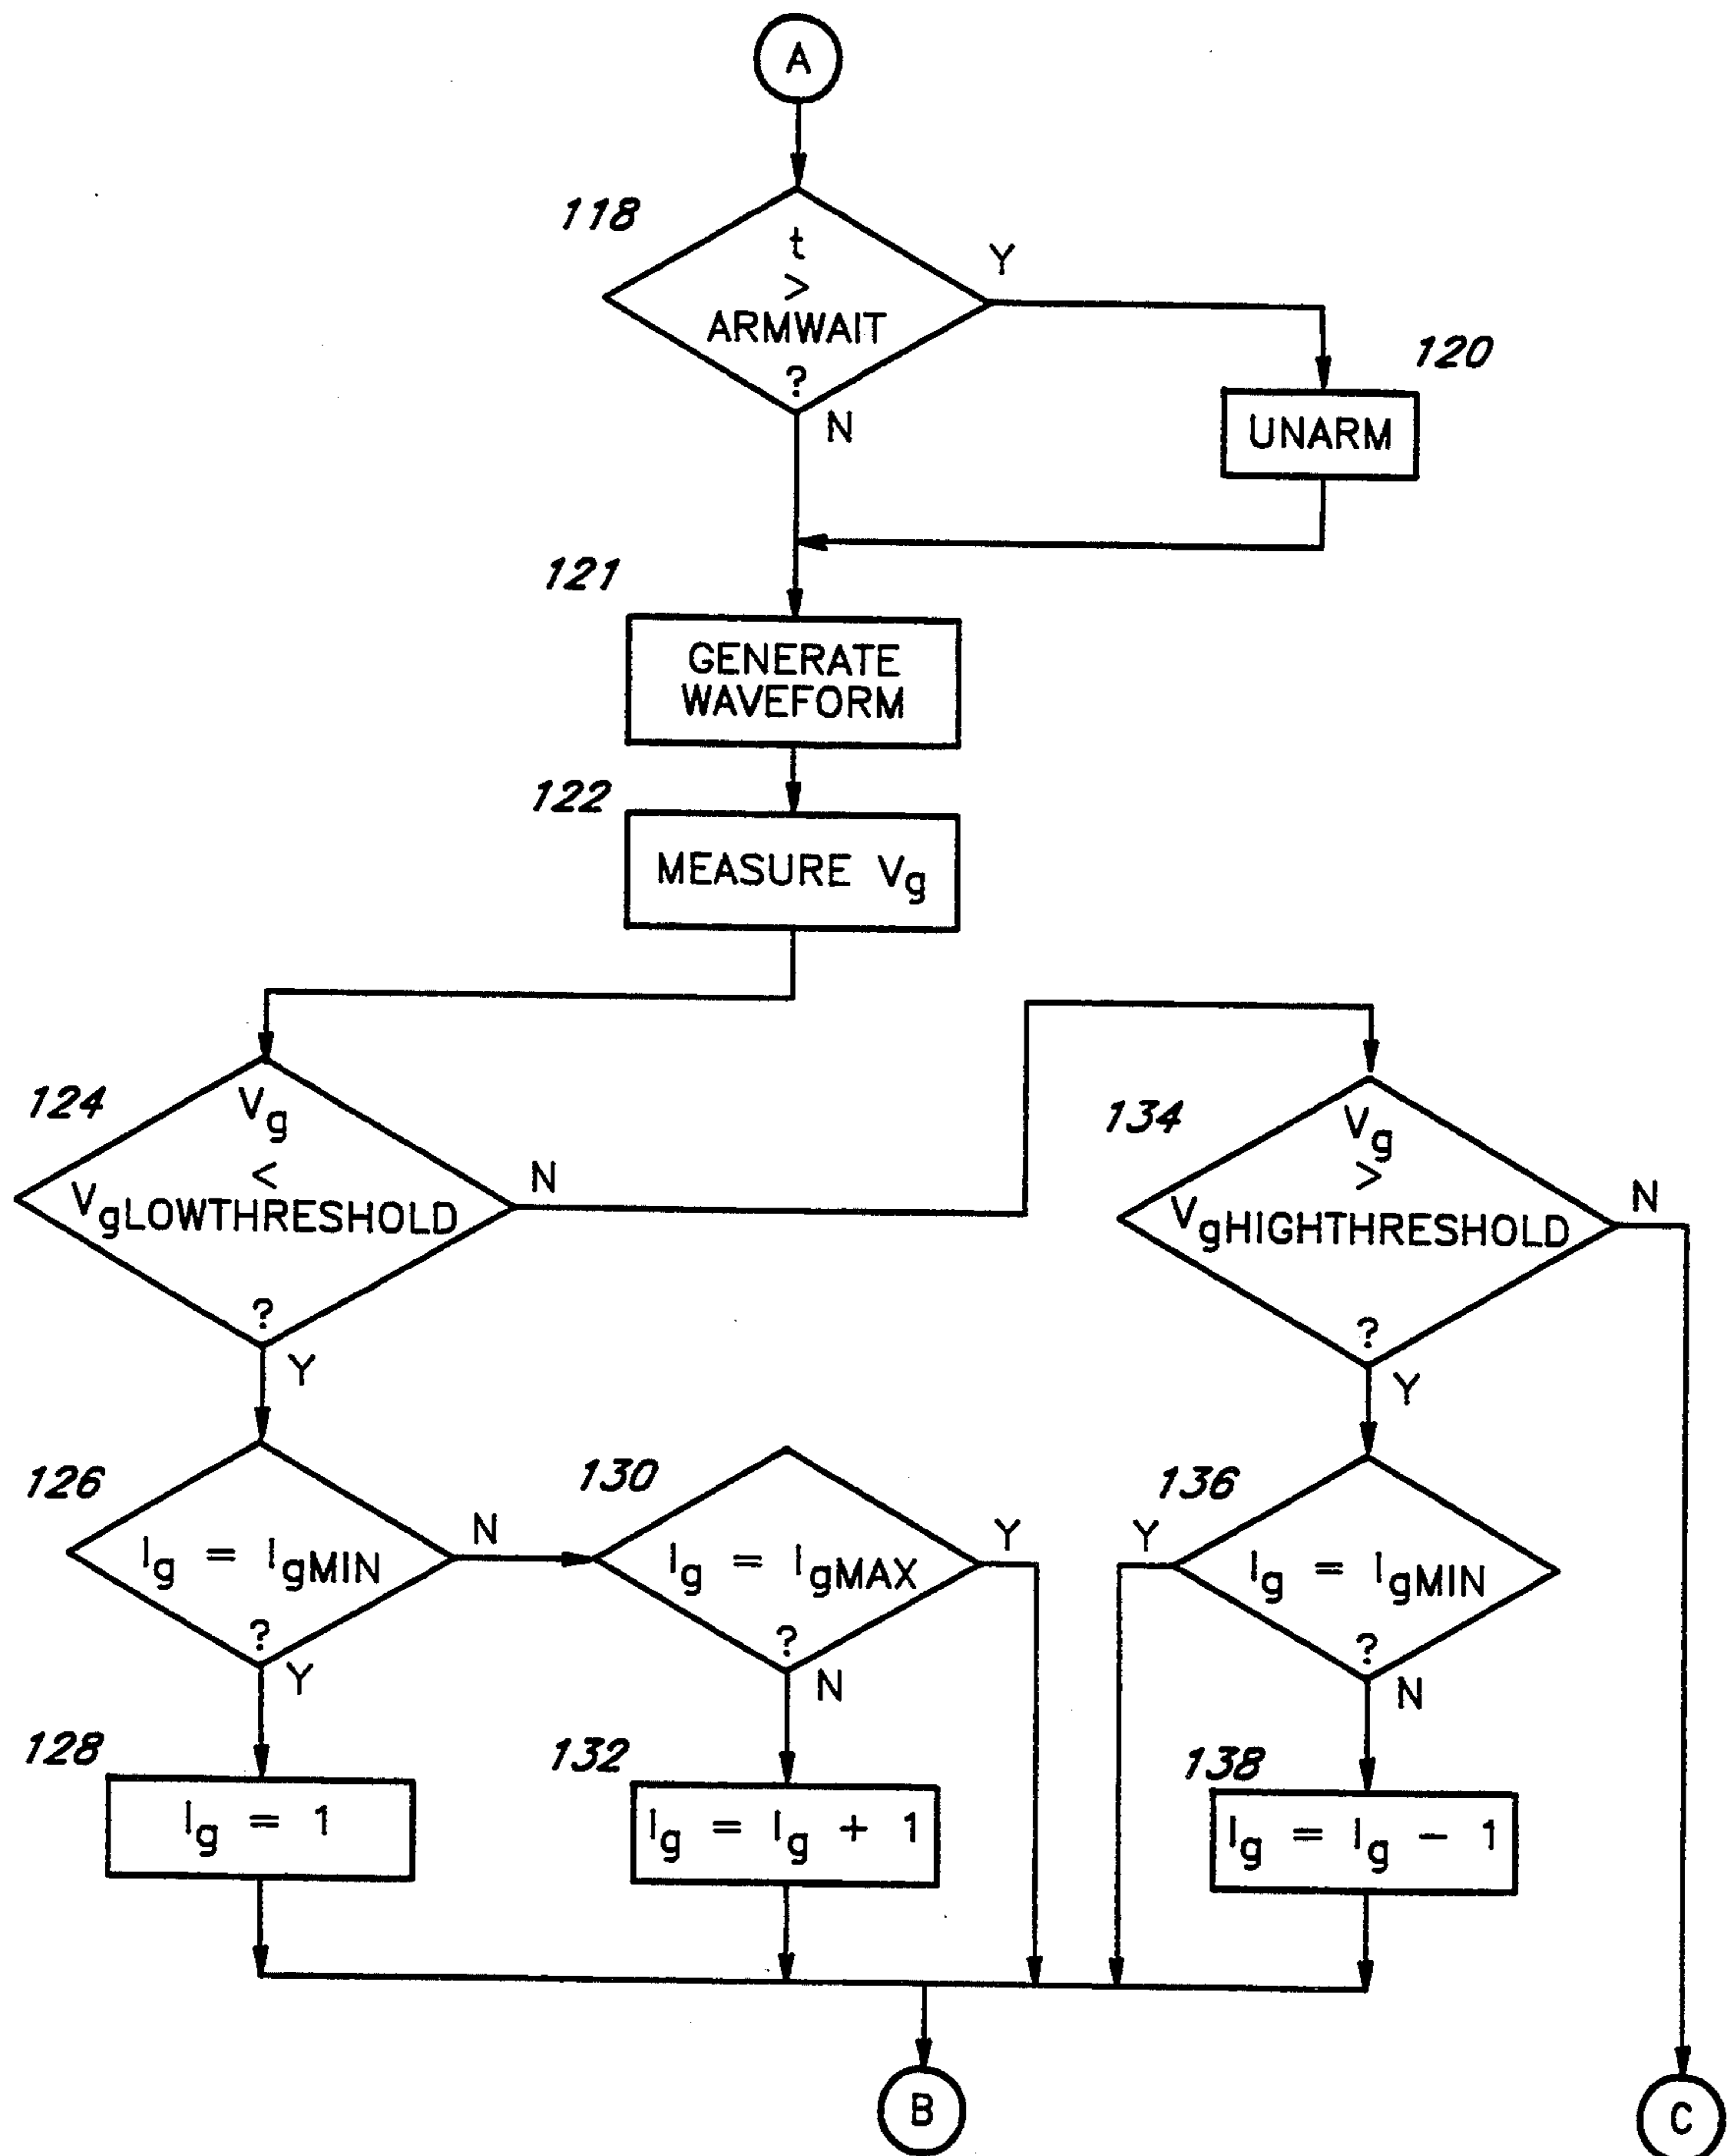 A
118
t
>
ARMWAIT
?
Y
N
120
UNARM
121
GENERATE
WAVEFORM
122
MEASURE Vg
124
Vg
<
VgLOWTHRESHOLD
?
N
Y
134
Vg
>
VgHIGHTHRESHOLD
?
N
Y
126
Ig = IgMIN
?
N
Y
130
Ig = IgMAX
?
Y
N
136
Ig = IgMIN
?
Y
N
128
Ig = 1
132
Ig = Ig + 1
138
Ig = Ig - 1
B
C